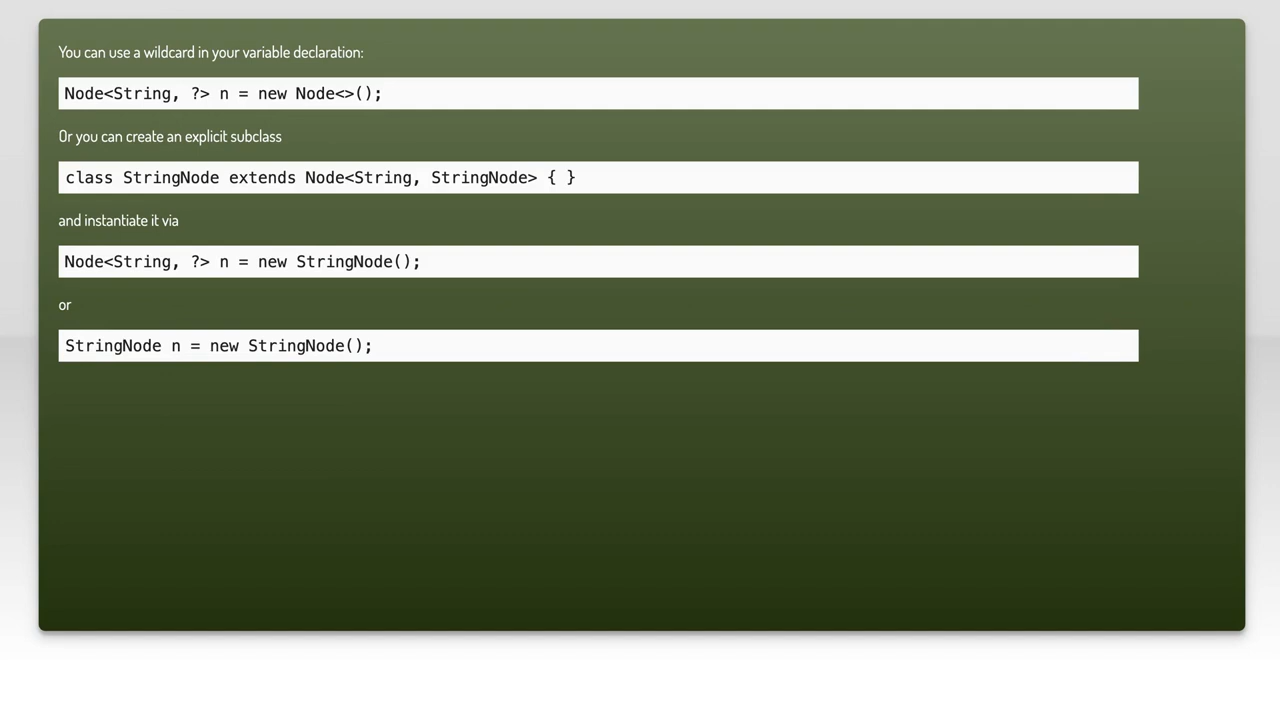 You can use a wildcard in your variable declaration:
Node<String, ?> n = new Node<>();
Or you can create an explicit subclass
class StringNode extends Node<String, StringNode> { }
and instantiate it via
Node<String, ?> n = new StringNode();
or
StringNode n = new StringNode();